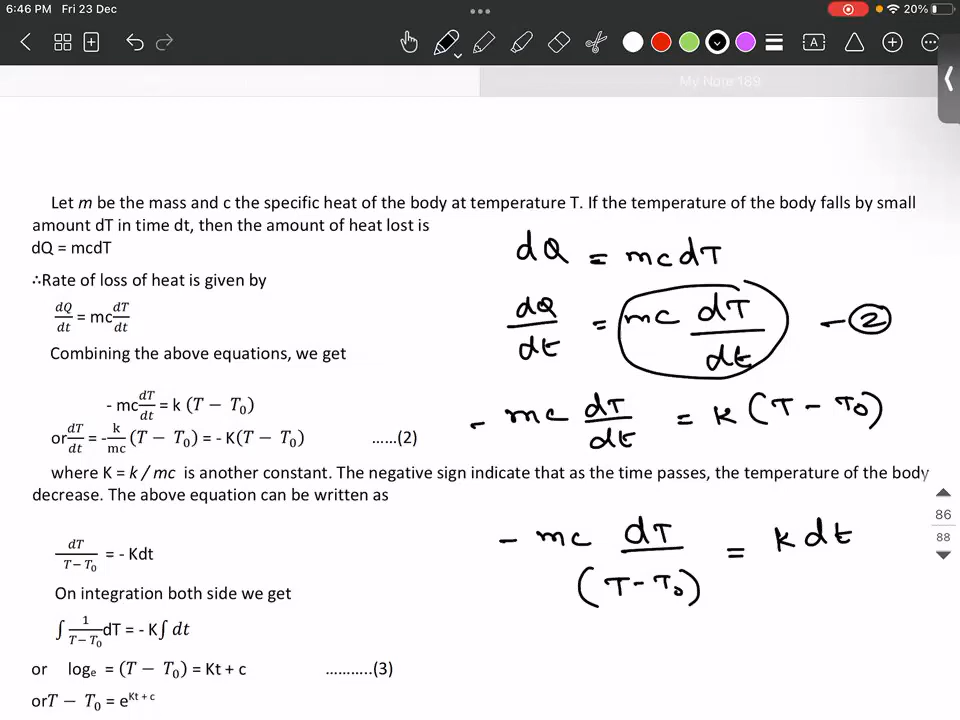 6:46 PM Fri 23 Dec
20%
A
My Note 189
Let m be the mass and c the specific heat of the body at temperature T. If the temperature of the body falls by small
amount dT in time dt, then the amount of heat lost is
dQ = mcdT
∴Rate of loss of heat is given by
dQ/dt = mc dT/dt
Combining the above equations, we get
- mc dT/dt = k (T − T₀)
or dT/dt = - k/mc (T − T₀) = - K(T − T₀) ……(2)
where K = k / mc is another constant. The negative sign indicate that as the time passes, the temperature of the body
decrease. The above equation can be written as
dT/(T− T₀) = - Kdt
On integration both side we get
∫ 1/(T− T₀) dT = - K∫ dt
or logₑ = (T − T₀) = Kt + c ………..(3)
orT − T₀ = e^(Kt + c)
dQ = mcdT
dQ/dt = mc dT/dt - ②
- mc dT/dt = k (T - T₀)
- mc dT/(T - T₀) = k dt
86
88